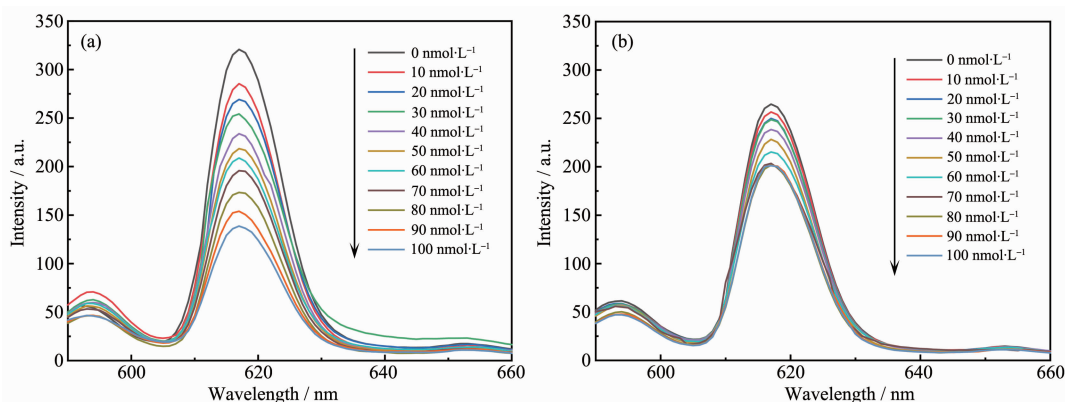 (a)
350
300
250
200
150
100
50
0
Intensity / a.u.
600
620
640
660
Wavelength / nm
0 nmol·L⁻¹
10 nmol·L⁻¹
20 nmol·L⁻¹
30 nmol·L⁻¹
40 nmol·L⁻¹
50 nmol·L⁻¹
60 nmol·L⁻¹
70 nmol·L⁻¹
80 nmol·L⁻¹
90 nmol·L⁻¹
100 nmol·L⁻¹
(b)
350
300
250
200
150
100
50
0
Intensity / a.u.
600
620
640
660
Wavelength / nm
0 nmol·L⁻¹
10 nmol·L⁻¹
20 nmol·L⁻¹
30 nmol·L⁻¹
40 nmol·L⁻¹
50 nmol·L⁻¹
60 nmol·L⁻¹
70 nmol·L⁻¹
80 nmol·L⁻¹
90 nmol·L⁻¹
100 nmol·L⁻¹